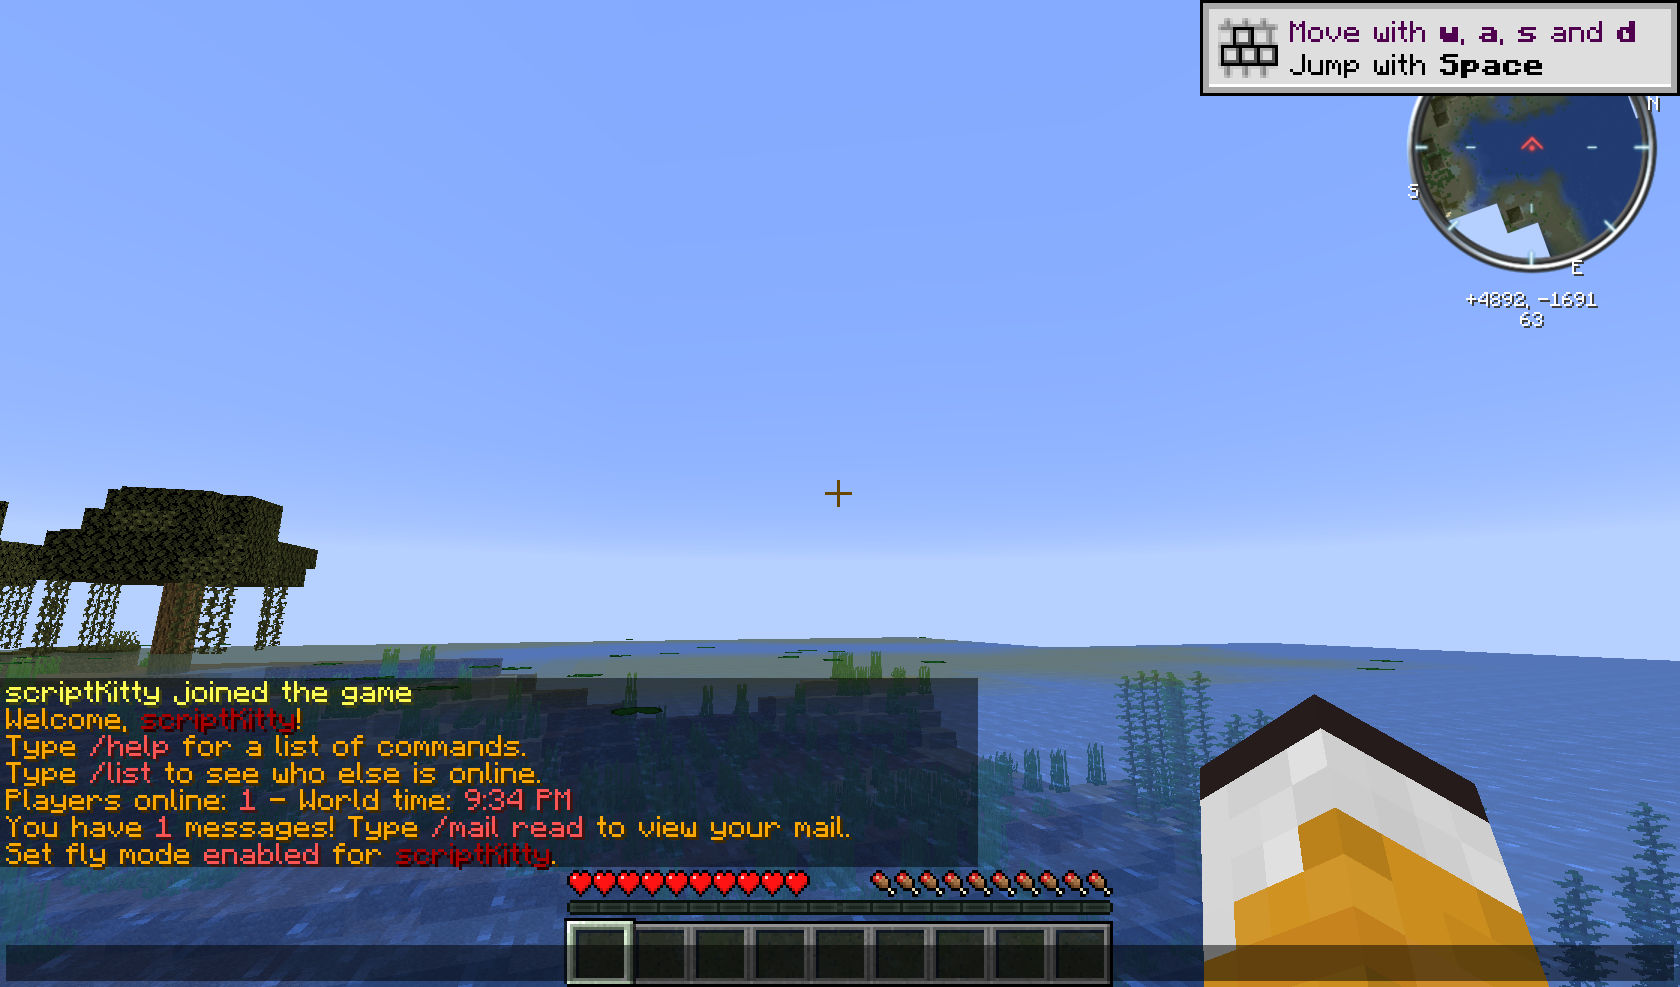 Move with w, a, s and d
Jump with Space
N
S
E
+4892, -1691
63
scriptKitty joined the game
Welcome, scriptKitty!
Type /help for a list of commands.
Type /list to see who else is online.
Players online: 1 - World time: 9:34 PM
You have 1 messages! Type /mail read to view your mail.
Set fly mode enabled for scriptKitty.